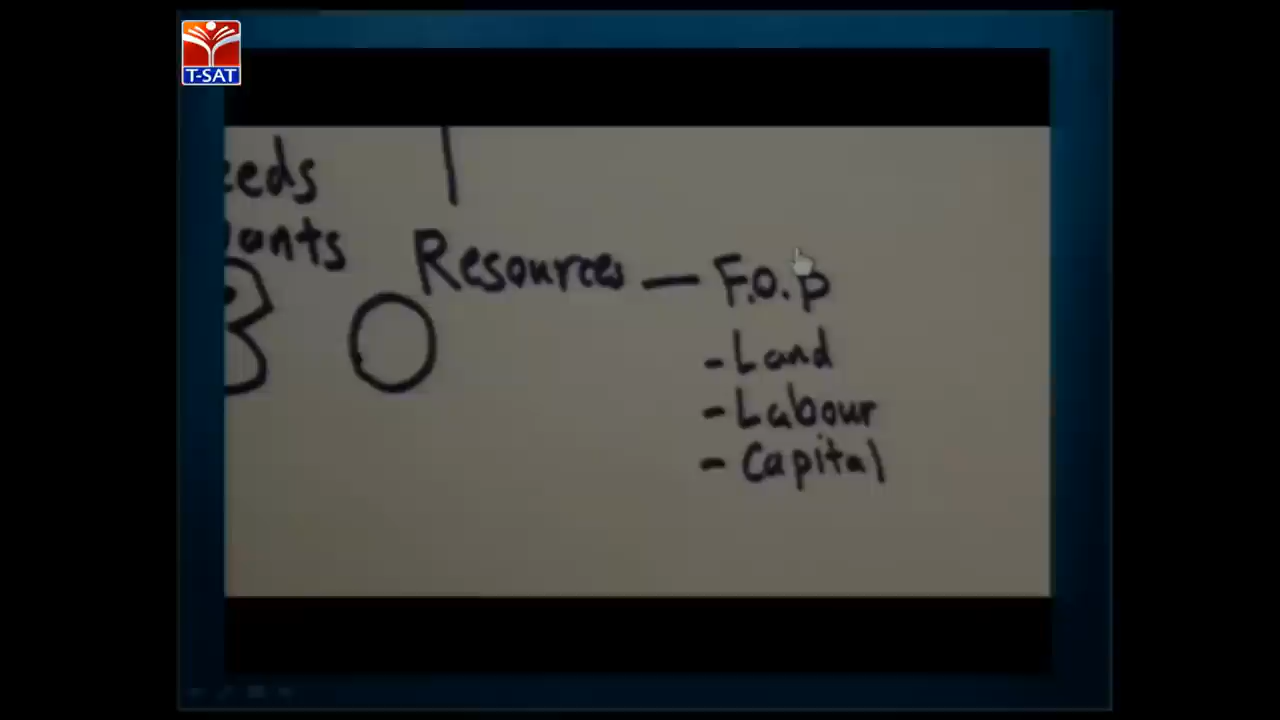 T-SAT
eeds
ants
Resources — F.O.P
- Land
- Labour
- Capital